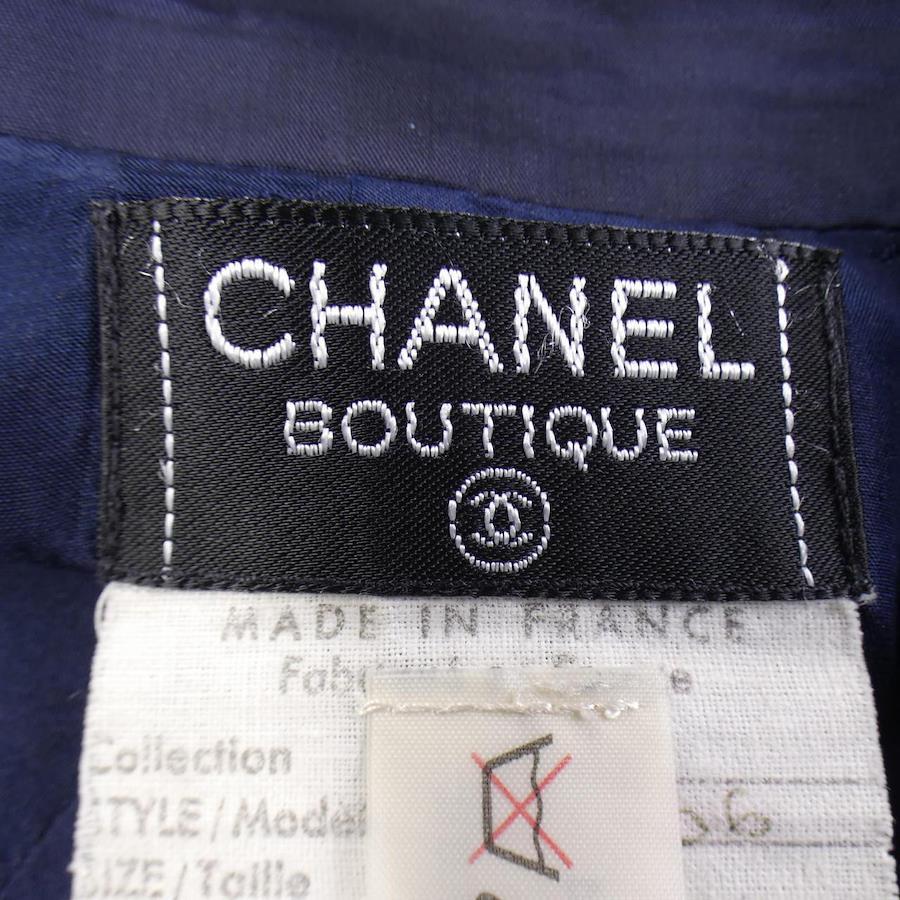 CHANEL
BOUTIQUE
MADE IN FRANCE
Collection
STYLE/Model
SIZE/Taille